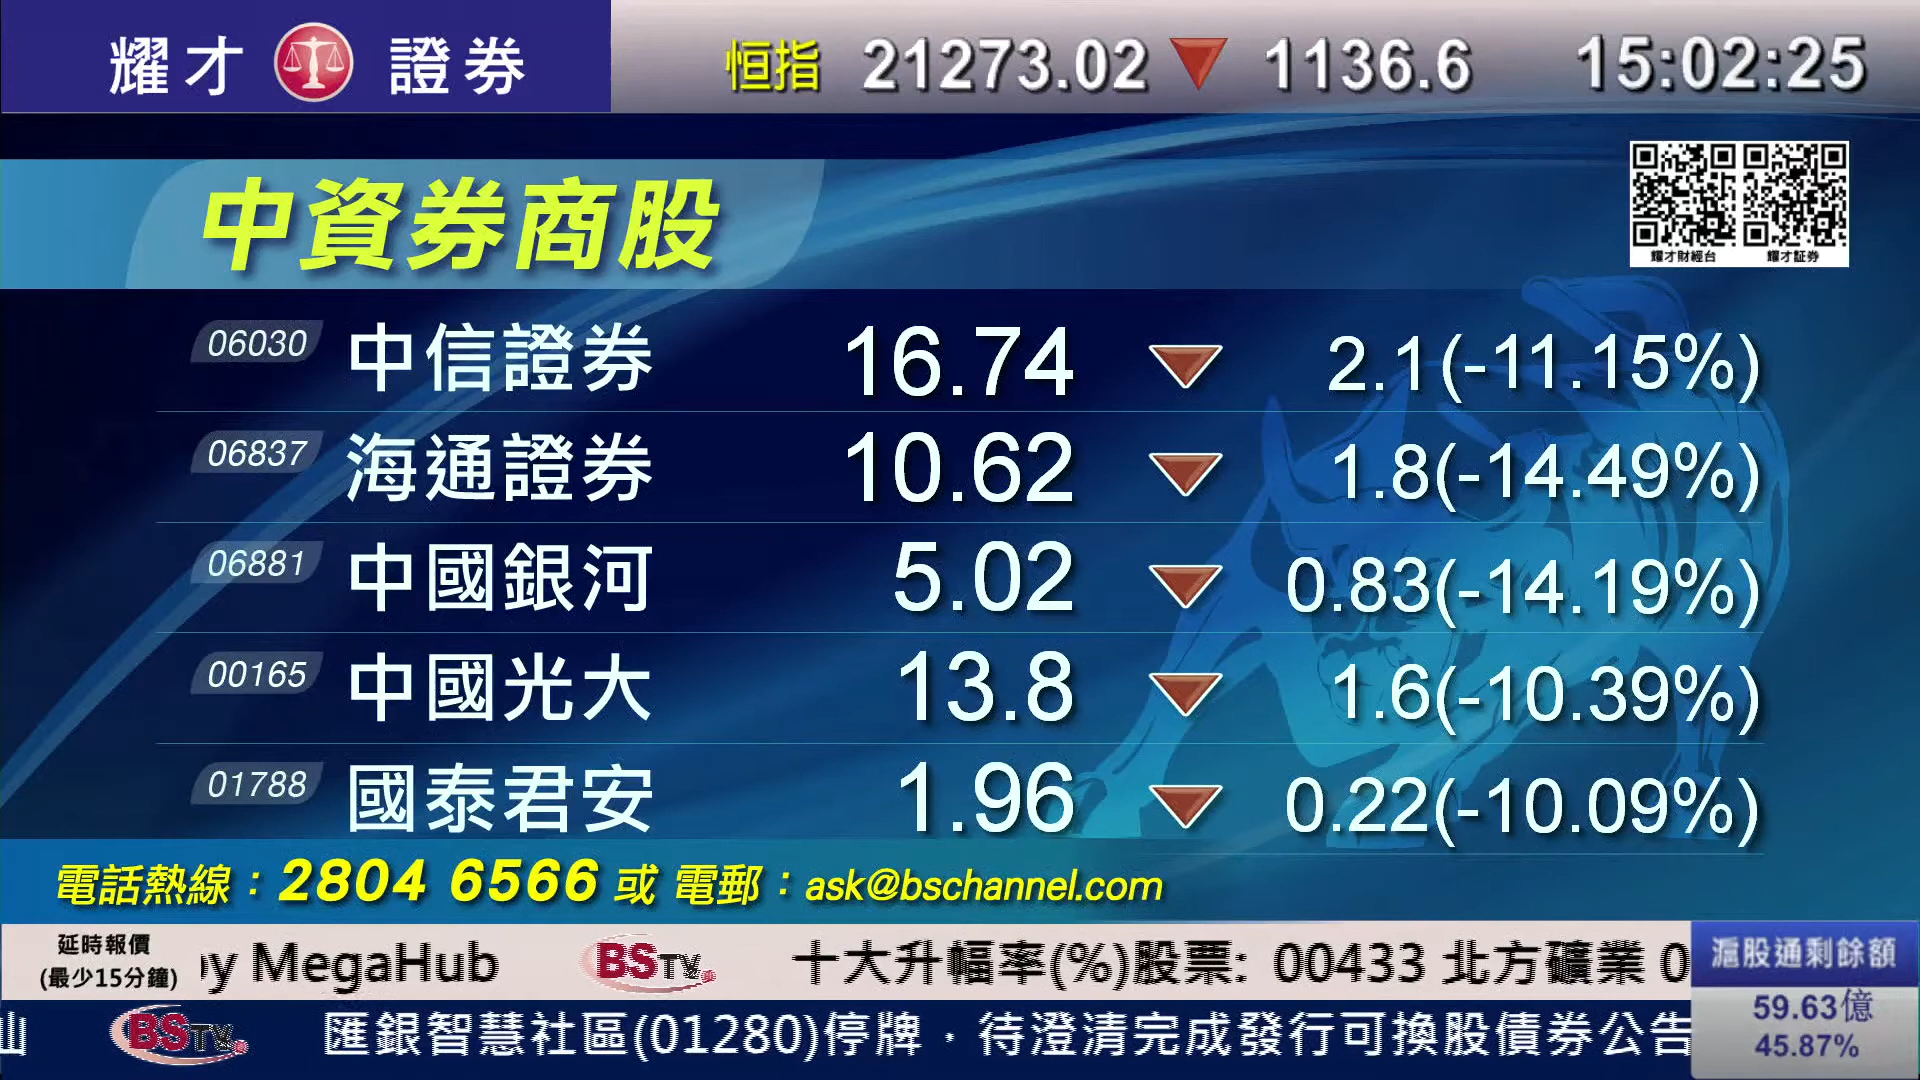 耀才 證券
恒指 21273.02 ▼ 1136.6 15:02:25
中資券商股
耀才財經台 耀才証券
06030 中信證券 16.74 ▼ 2.1(-11.15%)
06837 海通證券 10.62 ▼ 1.8(-14.49%)
06881 中國銀河 5.02 ▼ 0.83(-14.19%)
00165 中國光大 13.8 ▼ 1.6(-10.39%)
01788 國泰君安 1.96 ▼ 0.22(-10.09%)
電話熱線：2804 6566 或 電郵：ask@bschannel.com
延時報價
(最少15分鐘)
y MegaHub BSTV 十大升幅率(%)股票: 00433 北方礦業 0
滬股通剩餘額
59.63億
45.87%
山 BSTV 匯銀智慧社區(01280)停牌，待澄清完成發行可換股債券公告